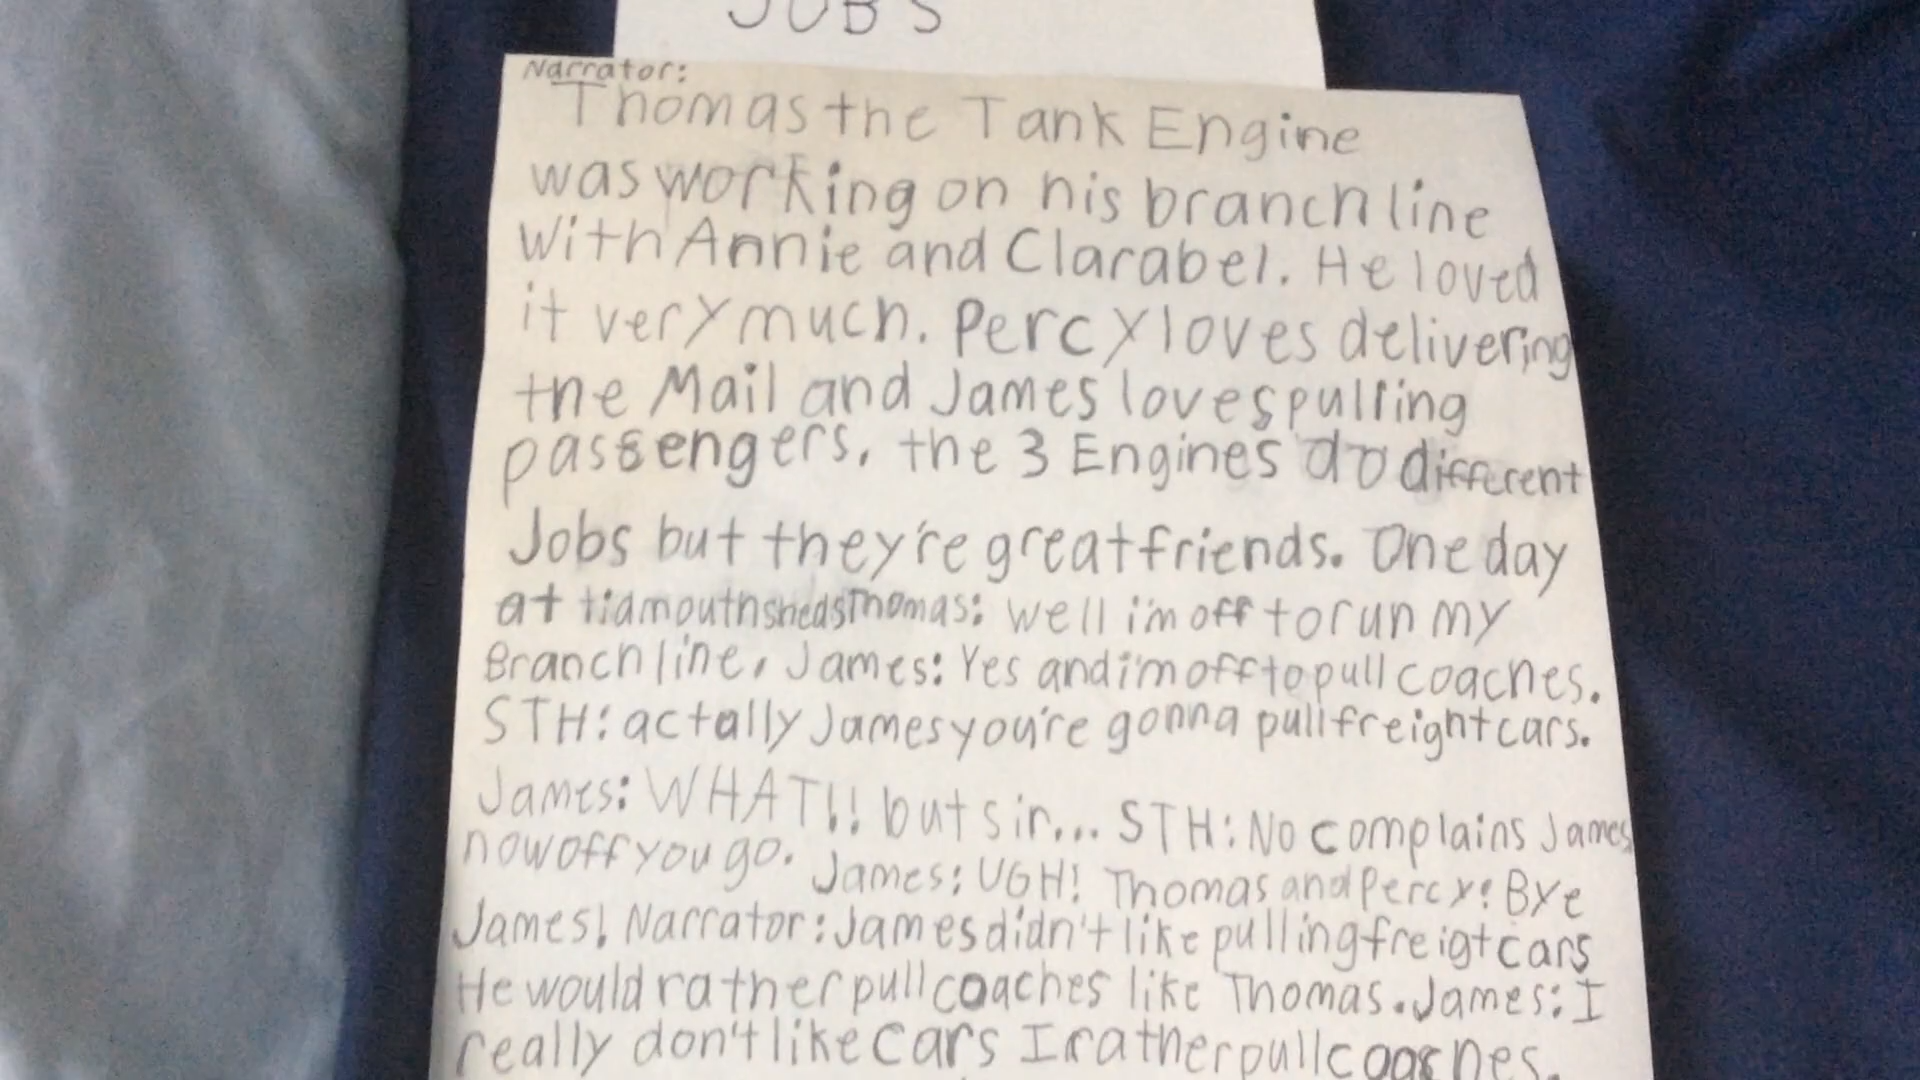 JOBS
Narrator:
Thomas the Tank Engine
was working on his branch line
with Annie and Clarabel. He loved
it very much. Percy loves delivering
the Mail and James loves pulling
passengers. the 3 Engines do different
Jobs but they're great friends. One day
at tiamouth sheds Thomas: well i'm off to run my
Branch line. James: Yes and i'm off to pull coaches.
STH: actally James you're gonna pull freight cars.
James: WHAT!! but sir... STH: No complains James
now off you go. James: UGH! Thomas and Percy: Bye
James! Narrator: James didn't like pulling freigt cars
He would rather pull coaches like Thomas. James: I
really don't like cars I rather pull coaches.